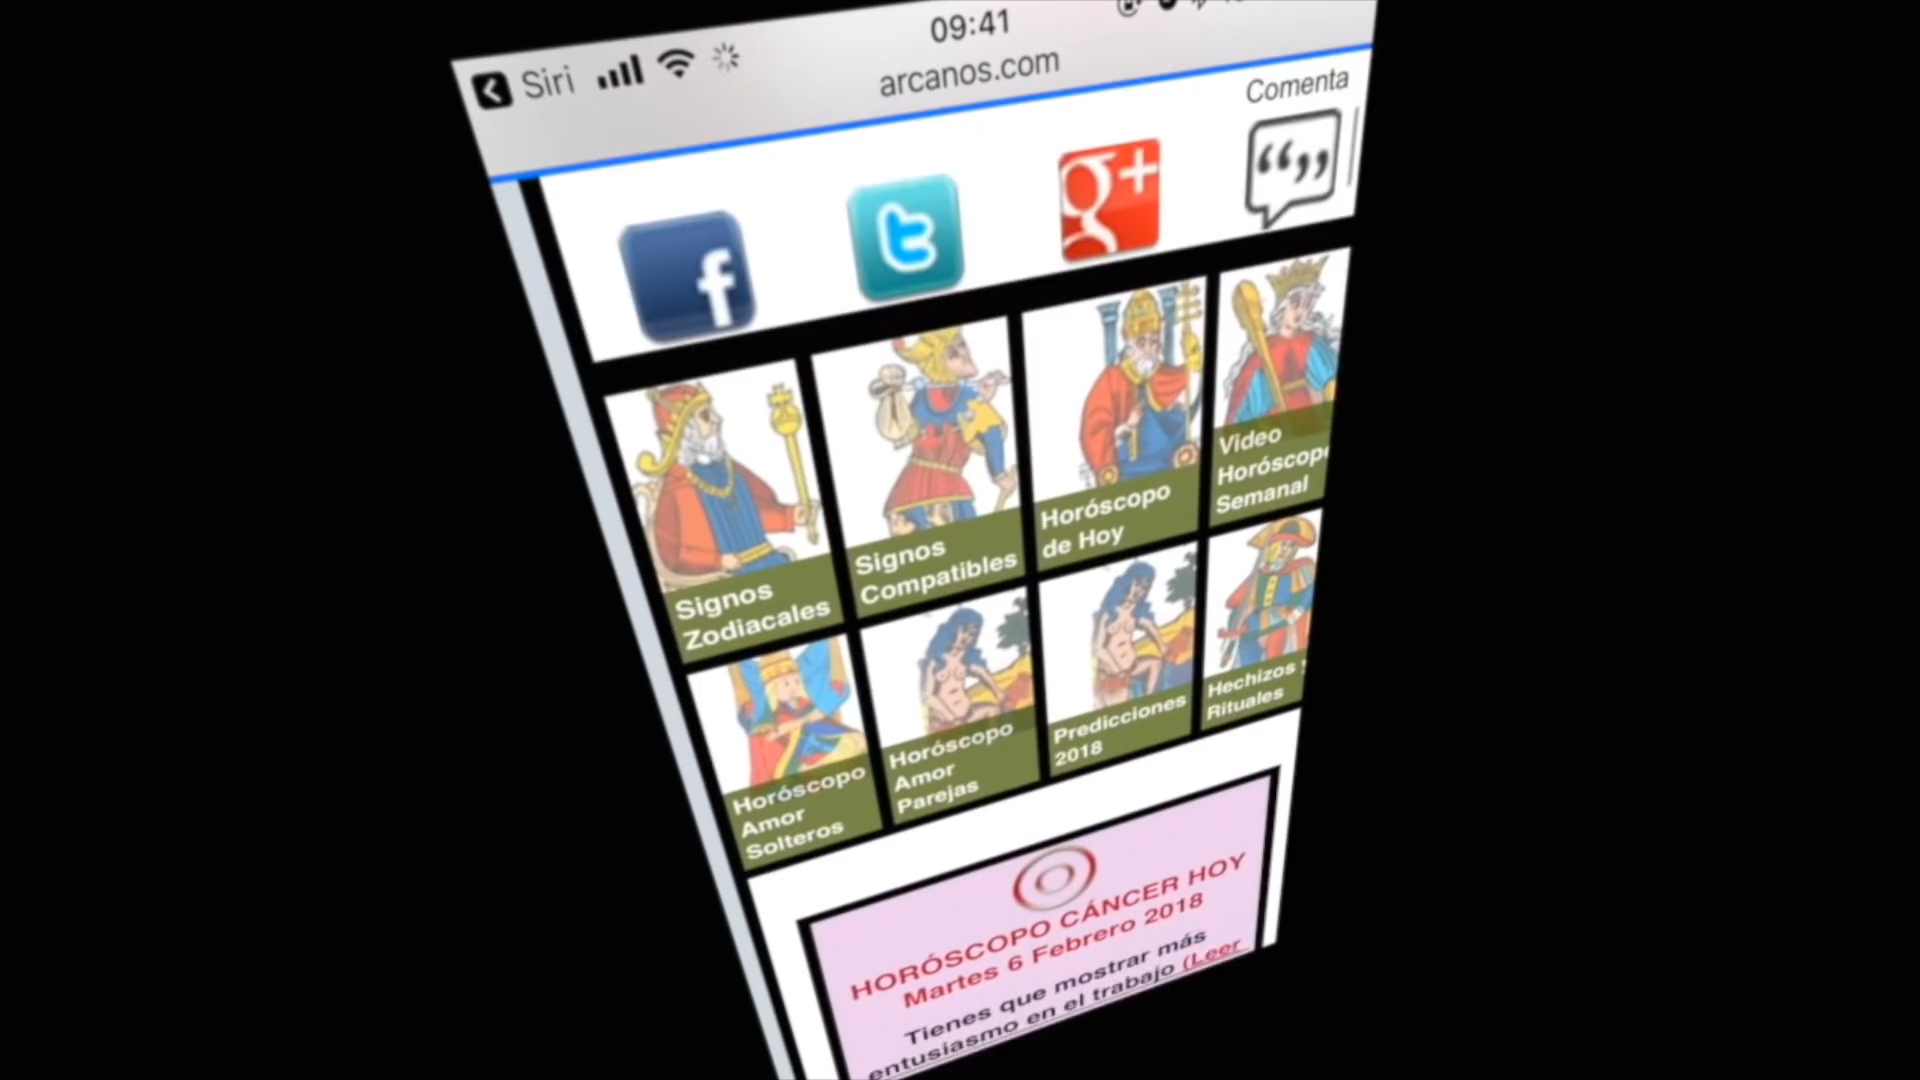 Siri
09:41
arcanos.com
Comenta
f
t
g+
“„
Signos
Zodiacales
Signos
Compatibles
Horóscopo
de Hoy
Video
Horóscopo
Semanal
Horóscopo
Amor
Solteros
Horóscopo
Amor
Parejas
Predicciones
2018
Hechizos y
Rituales
HORÓSCOPO CÁNCER HOY
Martes 6 Febrero 2018
Tienes que mostrar más
entusiasmo en el trabajo (Leer